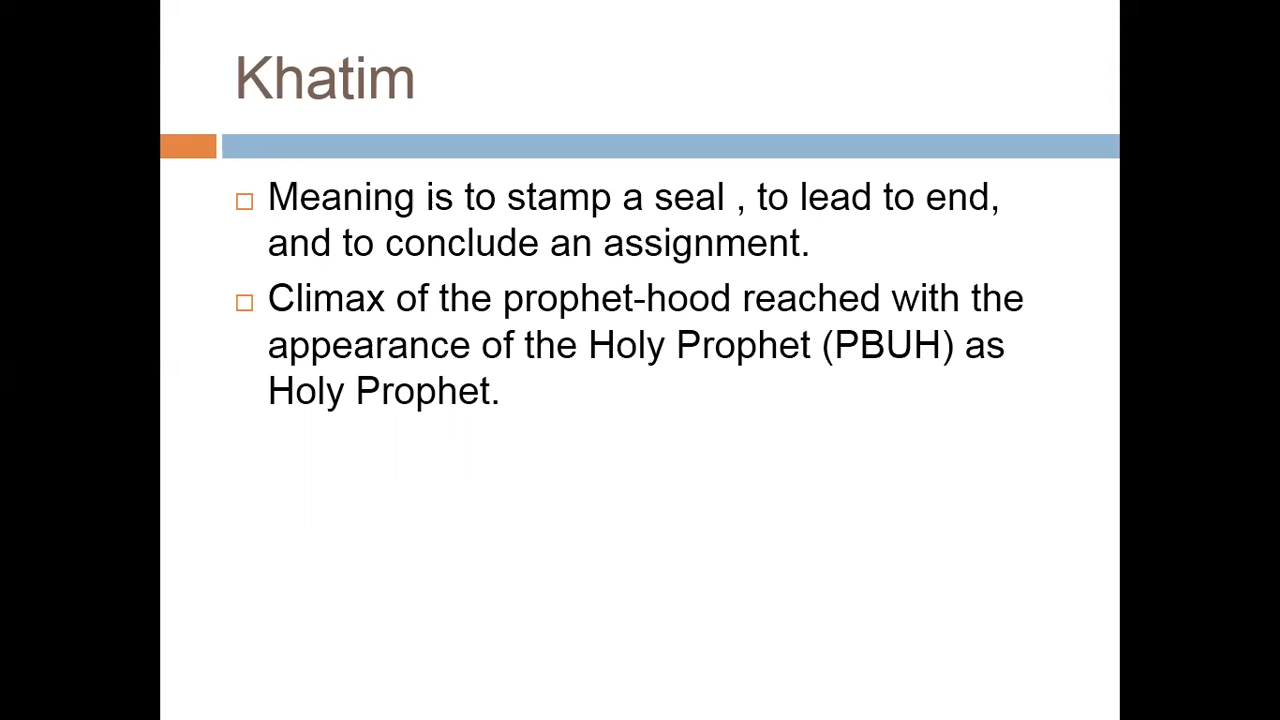 Khatim
Meaning is to stamp a seal , to lead to end,
and to conclude an assignment.
Climax of the prophet-hood reached with the
appearance of the Holy Prophet (PBUH) as
Holy Prophet.